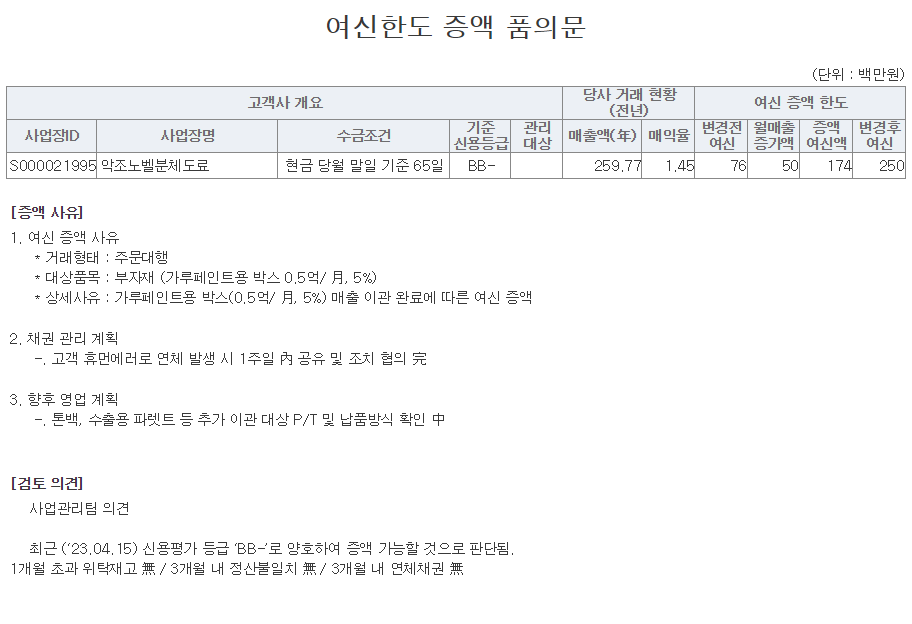 여신한도 증액 품의문
(단위 : 백만원)
고객사 개요 당사 거래 현황 (전년) 여신 증액 한도
사업장ID 사업장명 수금조건 기준 신용등급 관리 대상 매출액(年) 매익율 변경전 여신 월매출 증가액 증액 여신액 변경후 여신
S000021995 악조노벨분체도료 현금 당월 말일 기준 65일 BB- 259.77 1.45 76 50 174 250
[증액 사유]
1. 여신 증액 사유
* 거래형태 : 주문대행
* 대상품목 : 부자재 (가루페인트용 박스 0.5억/ 月, 5%)
* 상세사유 : 가루페인트용 박스(0.5억/ 月, 5%) 매출 이관 완료에 따른 여신 증액
2. 채권 관리 계획
-. 고객 휴먼에러로 연체 발생 시 1주일 內 공유 및 조치 협의 完
3. 향후 영업 계획
-. 톤백, 수출용 파렛트 등 추가 이관 대상 P/T 및 납품방식 확인 中
[검토 의견]
사업관리팀 의견
최근 (‘23.04.15) 신용평가 등급 ‘BB-’로 양호하여 증액 가능할 것으로 판단됨.
1개월 초과 위탁재고 無 / 3개월 내 정산불일치 無 / 3개월 내 연체채권 無